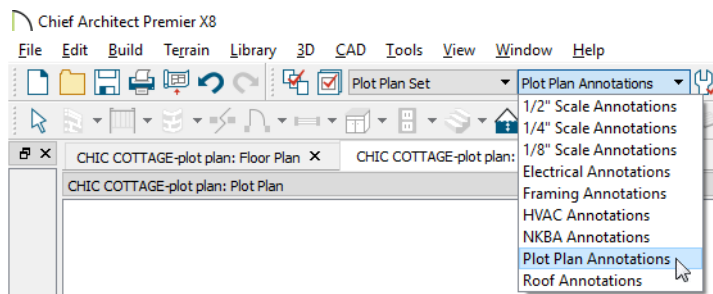 Chief Architect Premier X8
File Edit Build Terrain Library 3D CAD Tools View Window Help
Plot Plan Set Plot Plan Annotations
1/2" Scale Annotations
1/4" Scale Annotations
1/8" Scale Annotations
Electrical Annotations
Framing Annotations
HVAC Annotations
NKBA Annotations
Plot Plan Annotations
Roof Annotations
CHIC COTTAGE-plot plan: Floor Plan CHIC COTTAGE-plot plan:
CHIC COTTAGE-plot plan: Plot Plan